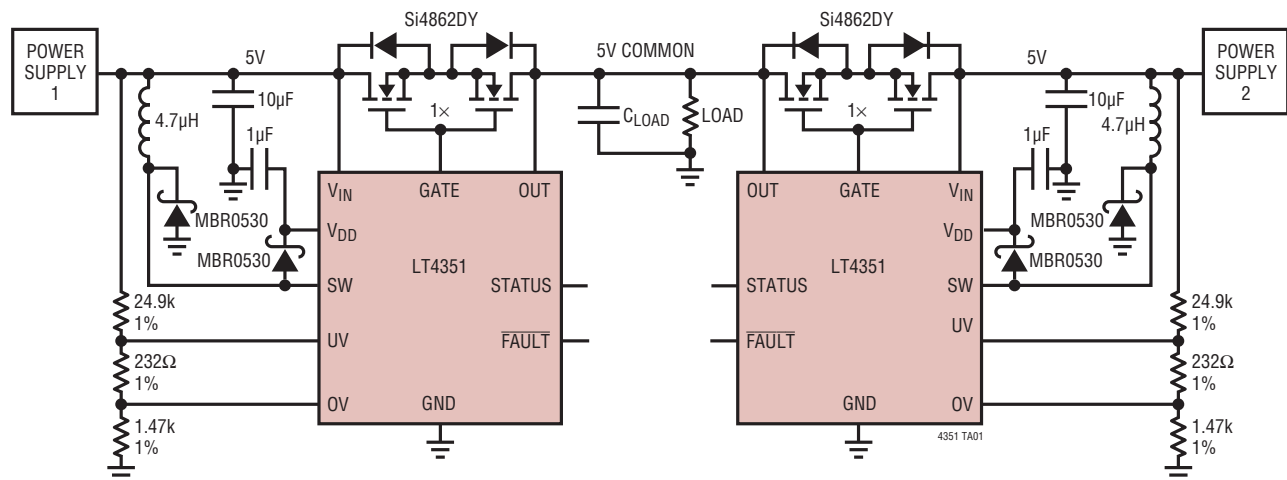 Si4862DY
Si4862DY
POWER
SUPPLY
1
5V
5V COMMON
5V
POWER
SUPPLY
2
10µF
1×
C_LOAD
LOAD
1×
10µF
4.7µH
1µF
1µF
4.7µH
V_IN
GATE
OUT
OUT
GATE
V_IN
MBR0530
V_DD
V_DD
MBR0530
MBR0530
LT4351
LT4351
MBR0530
SW
STATUS
STATUS
SW
24.9k
1%
UV
FAULT
FAULT
UV
24.9k
1%
232Ω
1%
232Ω
1%
OV
GND
GND
OV
1.47k
1%
4351 TA01
1.47k
1%